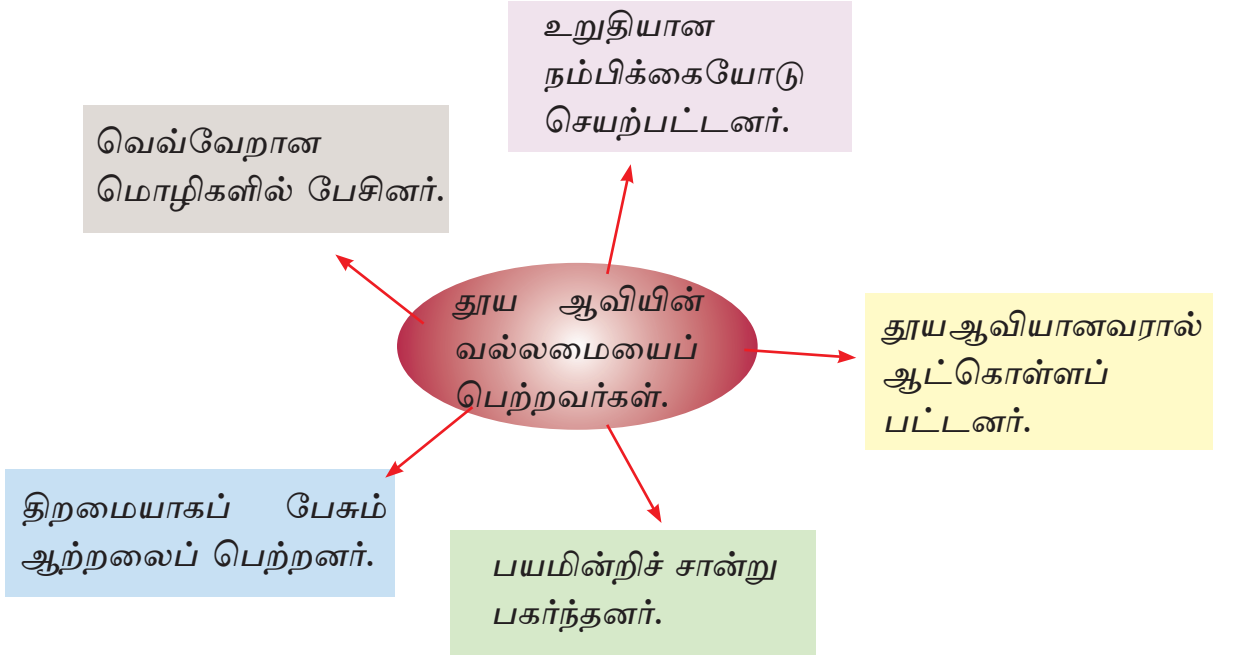 உறுதியான
நம்பிக்கையோடு
செயற்பட்டனர்.
வெவ்வேறான
மொழிகளில் பேசினர்.
தூய ஆவியின்
வல்லமையைப்
பெற்றவர்கள்.
தூயஆவியானவரால்
ஆட்கொள்ளப்
பட்டனர்.
திறமையாகப் பேசும்
ஆற்றலைப் பெற்றனர்.
பயமின்றிச் சான்று
பகர்ந்தனர்.